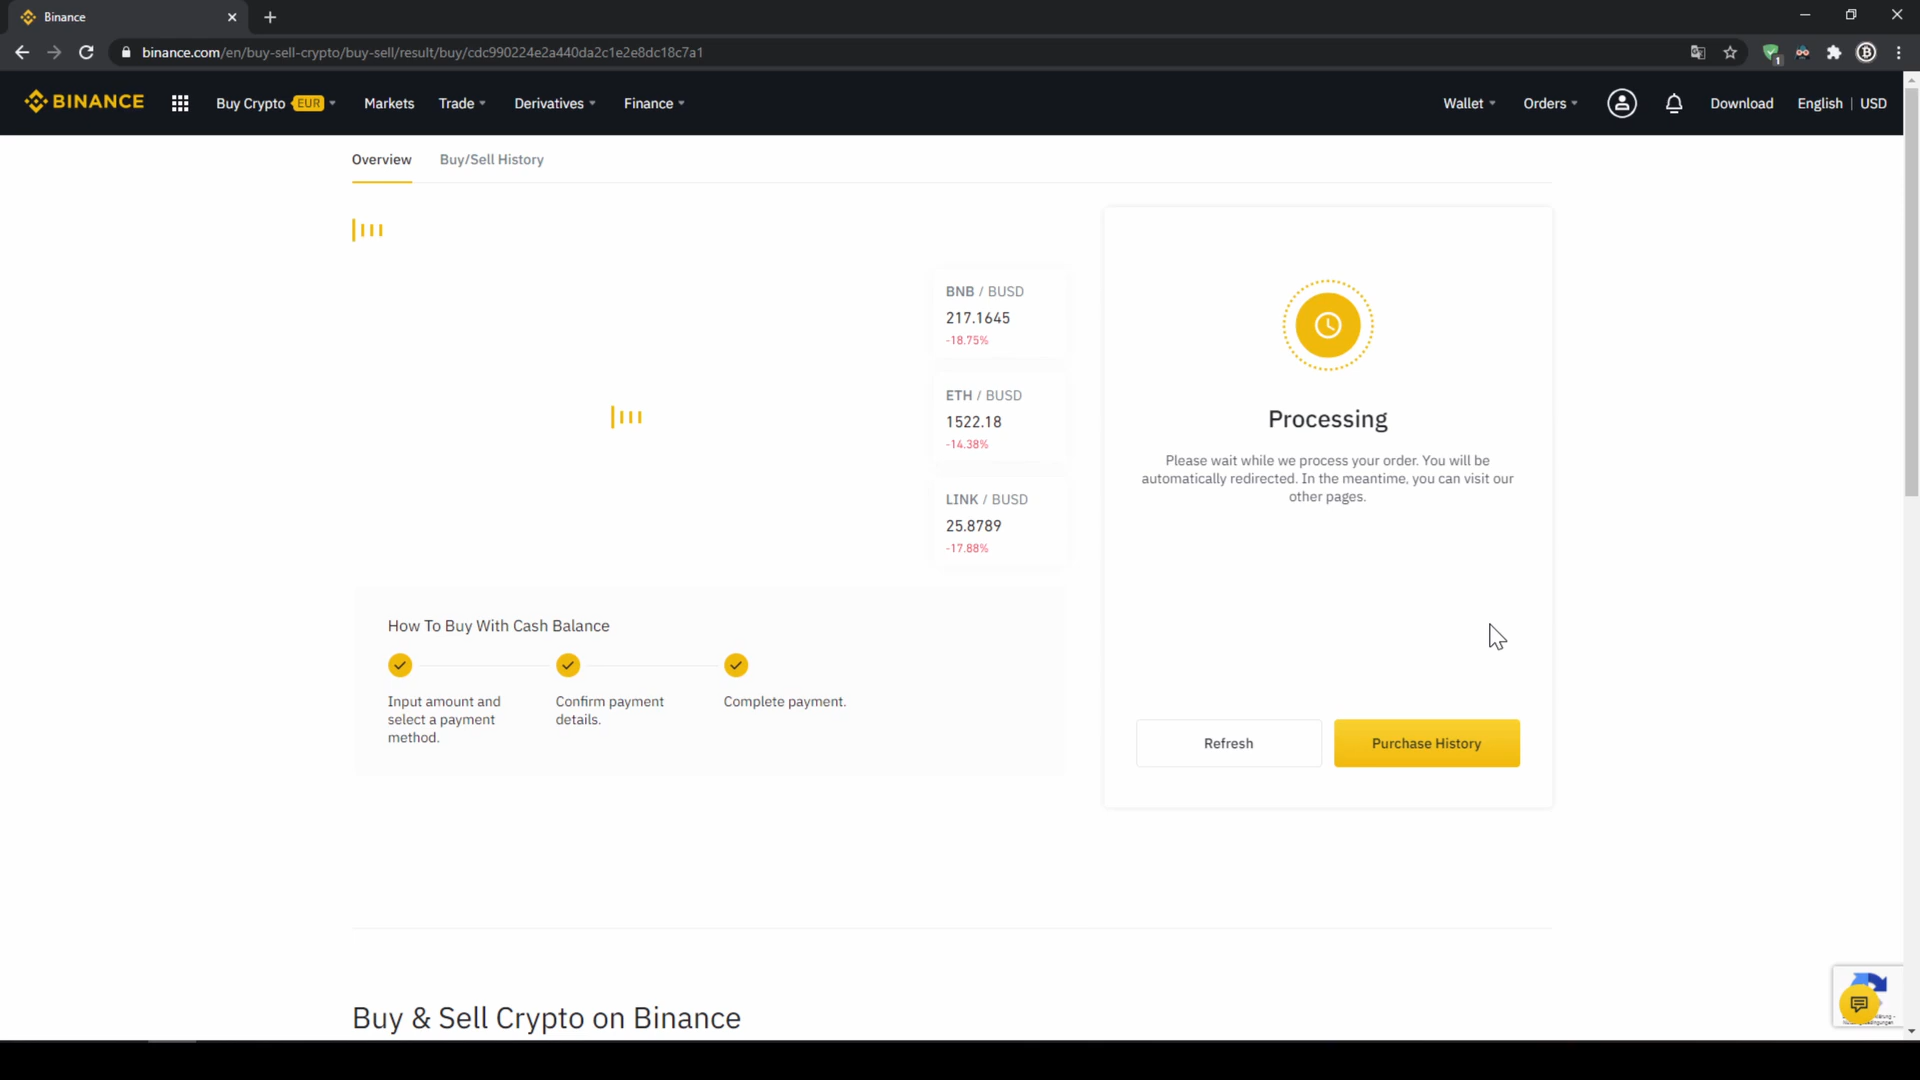 Binance
binance.com/en/buy-sell-crypto/buy-sell/result/buy/cdc990224e2a440da2c1e2e8dc18c7a1
1
BINANCE
Buy Crypto EUR
Markets
Trade
Derivatives
Finance
Wallet
Orders
Download
English | USD
Overview
Buy/Sell History
BNB / BUSD
217.1645
-18.75%
ETH / BUSD
1522.18
-14.38%
LINK / BUSD
25.8789
-17.88%
How To Buy With Cash Balance
Input amount and
select a payment
method.
Confirm payment
details.
Complete payment.
Processing
Please wait while we process your order. You will be
automatically redirected. In the meantime, you can visit our
other pages.
Refresh
Purchase History
Buy & Sell Crypto on Binance